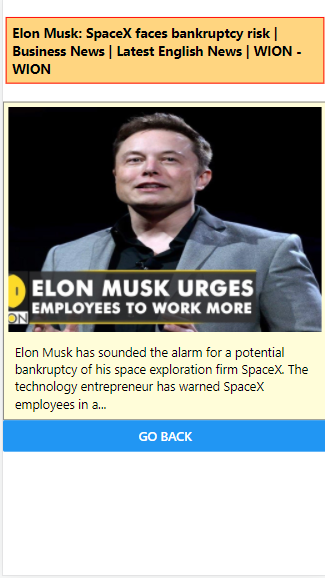 Elon Musk: SpaceX faces bankruptcy risk |
Business News | Latest English News | WION -
WION
ELON MUSK URGES
EMPLOYEES TO WORK MORE
ON
Elon Musk has sounded the alarm for a potential
bankruptcy of his space exploration firm SpaceX. The
technology entrepreneur has warned SpaceX
employees in a...
GO BACK